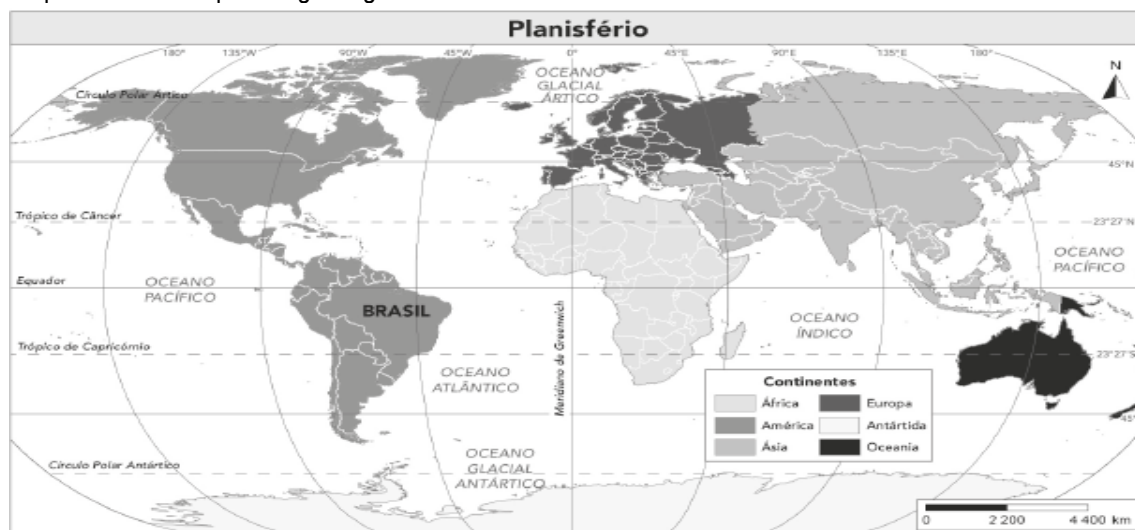 Planisfério
180° 135°W 90°W 45°W 0° 45°E 90°E 135°E 180°
OCEANO
GLACIAL
ÁRTICO
N
Círculo Polar Ártico
45°N
Trópico de Câncer
23°27'N
Equador
OCEANO
PACÍFICO
OCEANO
PACÍFICO
BRASIL
OCEANO
ÍNDICO
Meridiano de Greenwich
Trópico de Capricórnio
23°27'S
OCEANO
ATLÂNTICO
Continentes
África Europa
América Antártida
Ásia Oceania
Círculo Polar Antártico
OCEANO
GLACIAL
ANTÁRTICO
0 2 200 4 400 km